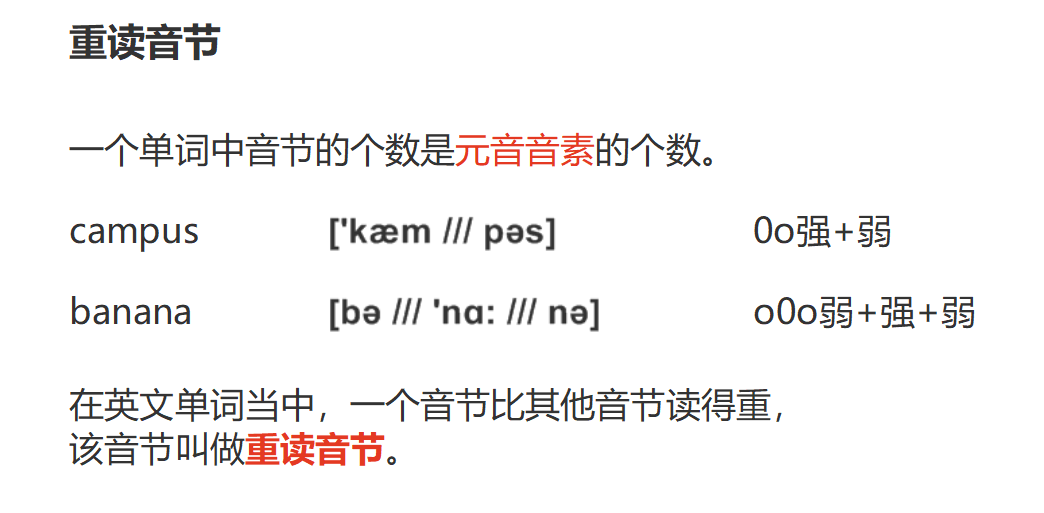 重读音节
一个单词中音节的个数是元音音素的个数。
campus ['kæm /// pəs] 0o强+弱
banana [bə /// 'nɑː /// nə] o0o弱+强+弱
在英文单词当中，一个音节比其他音节读得重，
该音节叫做重读音节。